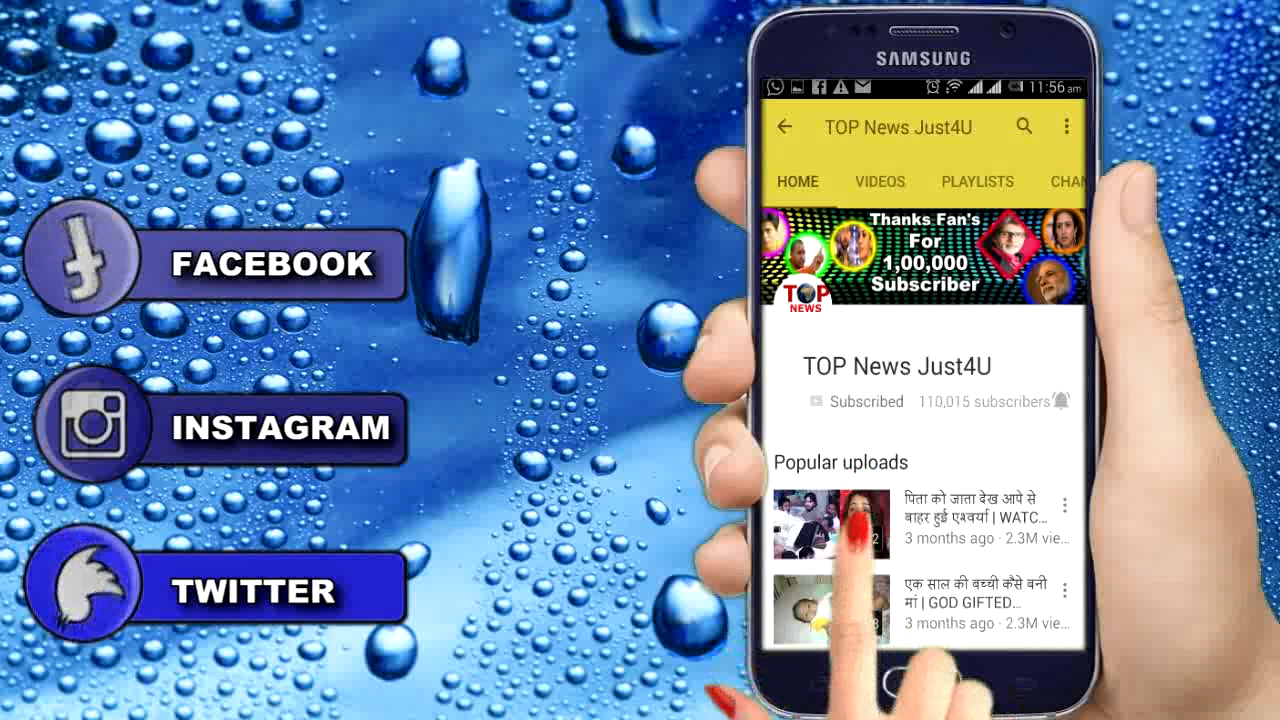 FACEBOOK
INSTAGRAM
TWITTER
SAMSUNG
11:56 am
TOP News Just4U
HOME VIDEOS PLAYLISTS CHAN
Thanks Fan's
For
1,00,000
Subscriber
TOP
NEWS
TOP News Just4U
Subscribed 110,015 subscribers
Popular uploads
पिता को जाता देख आपे से
बाहर हुई एश्वर्या | WATC...
3 months ago · 2.3M vie...
एक साल की बच्ची कैसे बनी
मां | GOD GIFTED...
3 months ago · 2.3M vie...